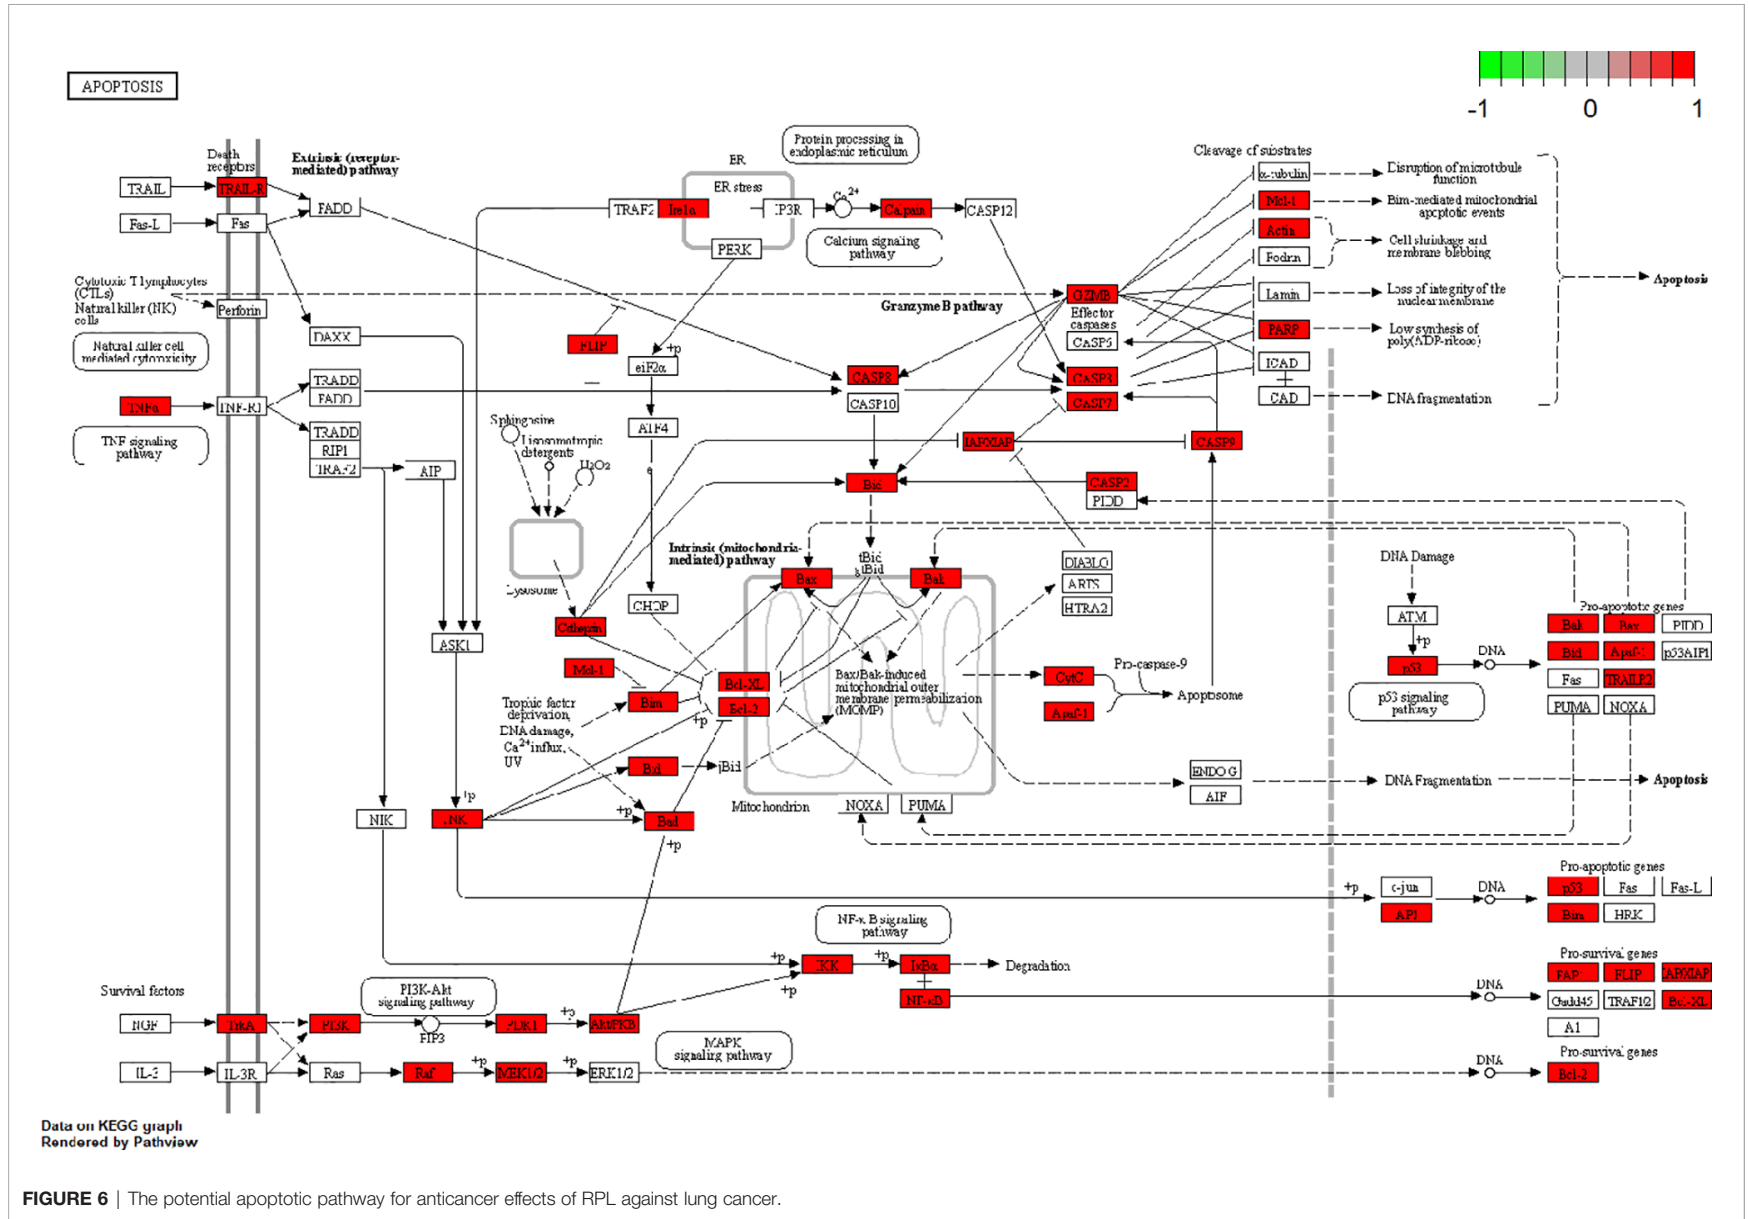 APOPTOSIS
-1 0 1
Death
receptors
Extrinsic (receptor-
mediated) pathway
TRAIL
TRAIL-R
FADD
Fas-L
Fas
Cytotoxic T lymphocytes
(CTLs)
Natural killer (NK)
cells
Perforin
Natural killer cell
mediated cytotoxicity
DAXX
TNFα
TNF-R1
TRADD
FADD
TNF signaling
pathway
TRADD
RIP1
TRAF2
AIP
ER
Protein processing in
endoplasmic reticulum
ER stress
TRAF2
Ire1α
IP3R
Ca2+
Calpain
CASP12
PERK
Calcium signaling
pathway
Granzyme B pathway
GZMB
Effector
caspases
FLIP
+p
eIF2α
CASP8
CASP10
CASP3
CASP7
ATF4
Sphingosine
Lisosomotropic
detergents
H2O2
e
IAP/XIAP
CASP9
Bid
CASP2
PIDD
Lysosome
Intrinsic (mitochondria-
mediated) pathway
tBid
Bax
Bak
DIABLO
ARTS
HTRA2
CHOP
Cathepsin
ASK1
Mcl-1
Bcl-XL
Bcl-2
Bim
+p
Trophic factor
deprivation,
DNA damage,
Ca2+influx,
UV
Bax/Bak-induced
mitochondrial outer
membrane permeabilization
(MOMP)
CytC
Pro-caspase-9
Apaf-1
Apoptosome
Bid
tBid
Mitochondrion
NOXA
PUMA
ENDO G
AIF
DNA Fragmentation
Apoptosis
NIK
+p
JNK
+p
Bad
+p
Cleavage of substrates
α-tubulin
Disruption of microtubule
function
Mcl-1
Bim-mediated mitochondrial
apoptotic events
Actin
Fodrin
Cell shrinkage and
membrane blebbing
Lamin
Loss of integrity of the
nuclear membrane
PARP
Low synthesis of
poly(ADP-ribose)
ICAD
CAD
DNA fragmentation
Apoptosis
DNA Damage
ATM
+p
p53
DNA
p53 signaling
pathway
Pro-apoptotic genes
Bak Bax PIDD
Bid Apaf-1 p53AIP1
Fas TRAILR2
PUMA NOXA
+p
c-jun
AP1
DNA
Pro-apoptotic genes
p53 Fas Fas-L
Bim HRK
NF-κB signaling
pathway
+p
IKK
+p
IκBα
Degradation
+p
NF-κB
DNA
Pro-survival genes
IAP FLIP IAP/XIAP
Gadd45 TRAF1/2 Bcl-XL
A1
Survival factors
PI3K-Akt
signaling pathway
NGF
TrkA
PI3K
PIP3
PDK1
+p
Akt/PKB
MAPK
signaling pathway
IL-3
IL-3R
Ras
Raf
+p
MEK1/2
+p
ERK1/2
DNA
Pro-survival genes
Bcl-2
Data on KEGG graph
Rendered by Pathview
FIGURE 6 | The potential apoptotic pathway for anticancer effects of RPL against lung cancer.